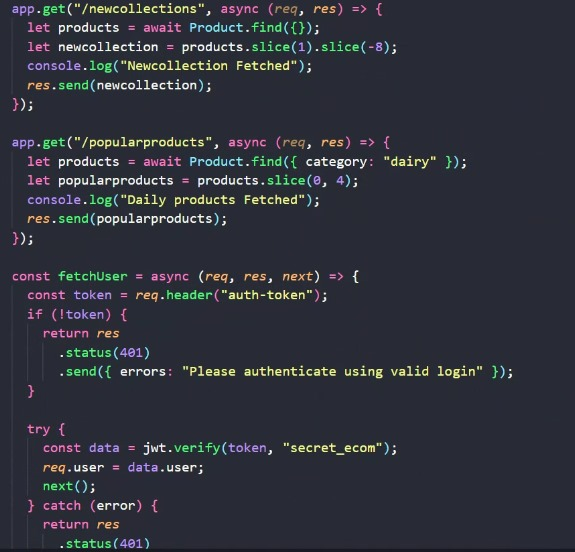 app.get("/newcollections", async (req, res) => {
  let products = await Product.find({});
  let newcollection = products.slice(1).slice(-8);
  console.log("Newcollection Fetched");
  res.send(newcollection);
});

app.get("/popularproducts", async (req, res) => {
  let products = await Product.find({ category: "dairy" });
  let popularproducts = products.slice(0, 4);
  console.log("Daily products Fetched");
  res.send(popularproducts);
});

const fetchUser = async (req, res, next) => {
  const token = req.header("auth-token");
  if (!token) {
    return res
      .status(401)
      .send({ errors: "Please authenticate using valid login" });
  }

  try {
    const data = jwt.verify(token, "secret_ecom");
    req.user = data.user;
    next();
  } catch (error) {
    return res
      .status(401)